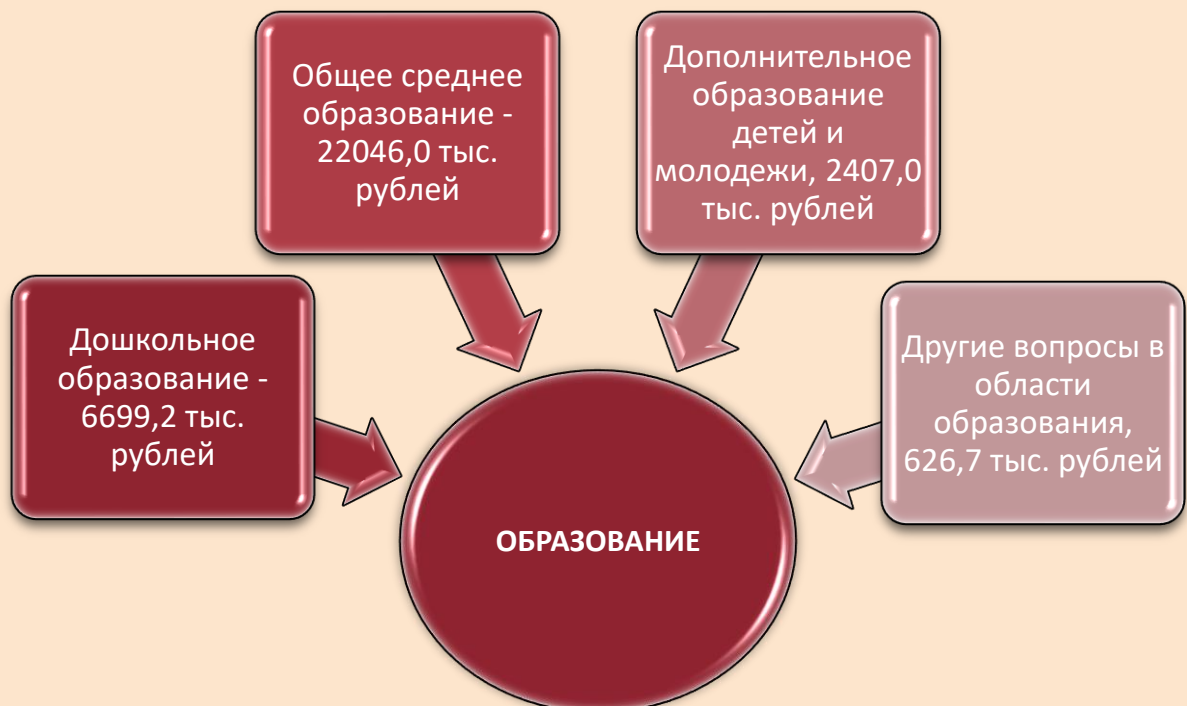 Общее среднее
образование -
22046,0 тыс.
рублей
Дополнительное
образование
детей и
молодежи, 2407,0
тыс. рублей
Дошкольное
образование -
6699,2 тыс.
рублей
Другие вопросы в
области
образования,
626,7 тыс. рублей
ОБРАЗОВАНИЕ